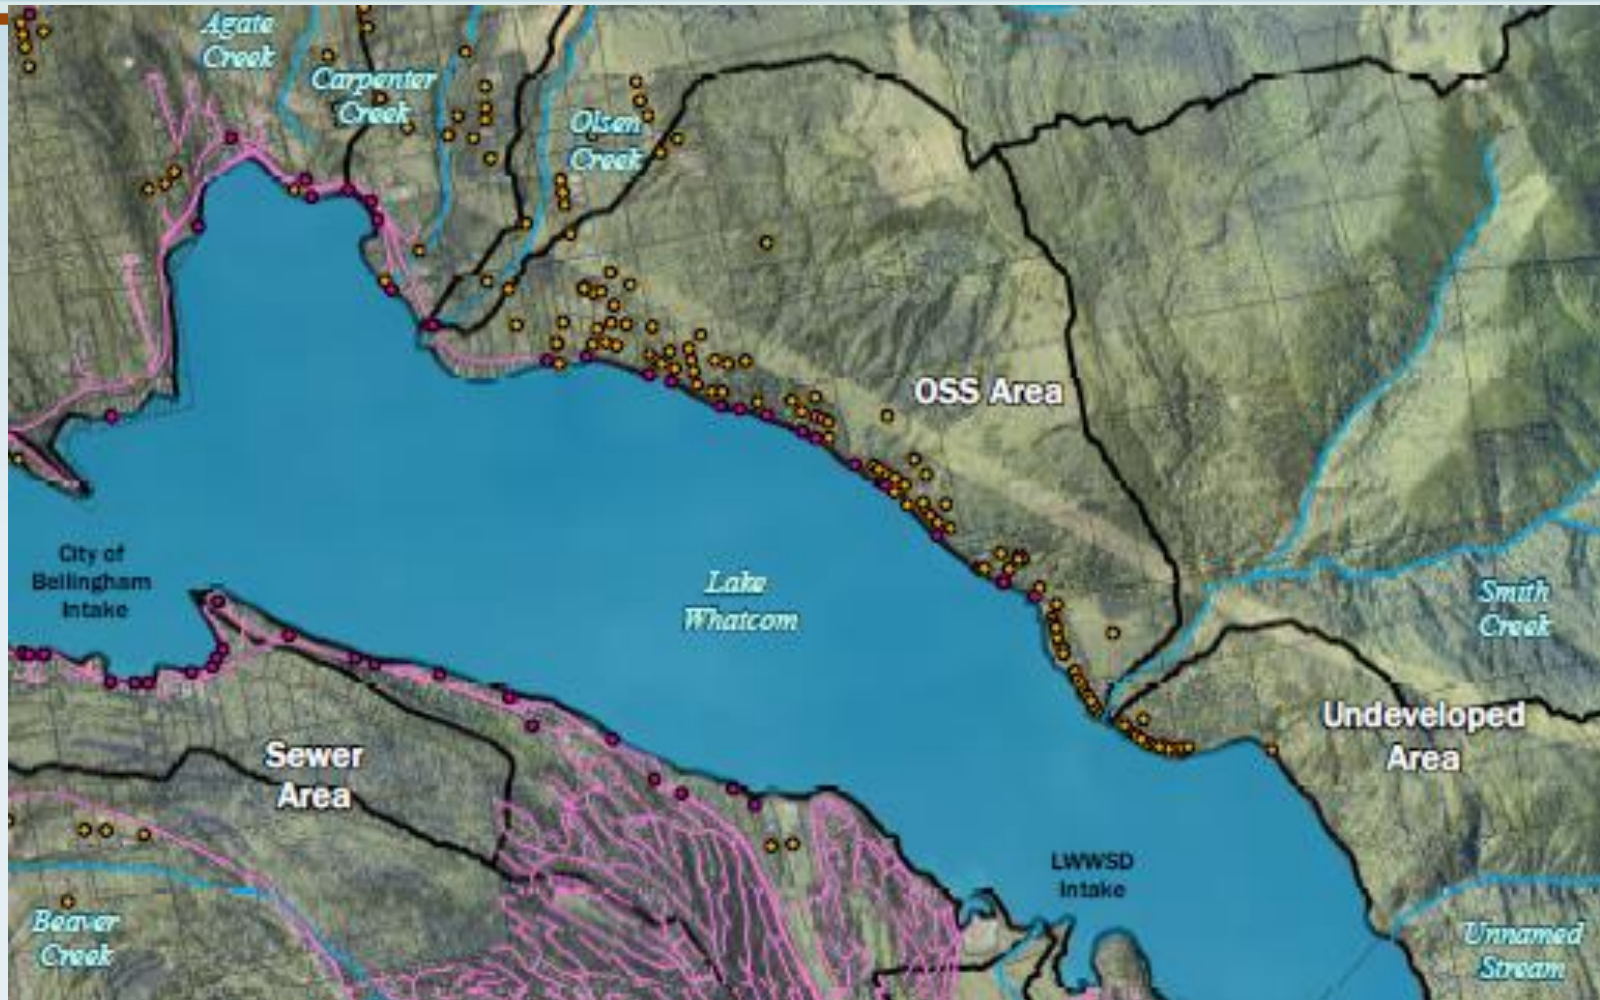 Agate
Creek
Carpenter
Creek
Olsen
Creek
OSS Area
City of
Bellingham
Intake
Lake
Whatcom
Smith
Creek
Undeveloped
Area
Sewer
Area
LWWSD
Intake
Beaver
Creek
Unnamed
Stream